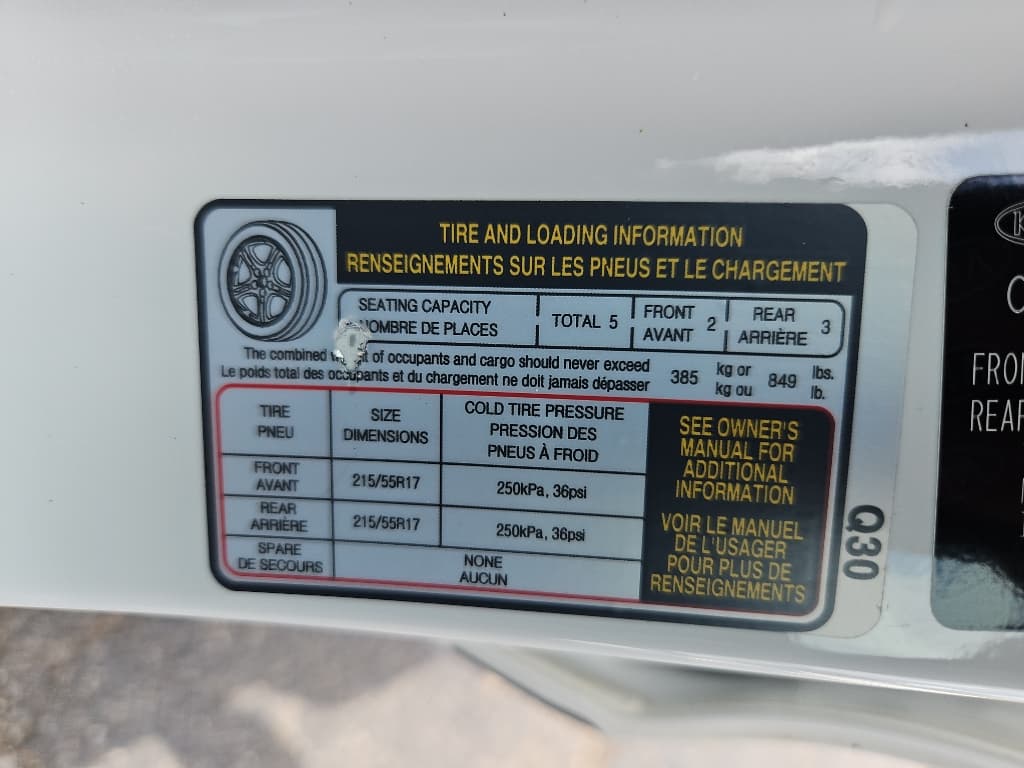 TIRE AND LOADING INFORMATION
RENSEIGNEMENTS SUR LES PNEUS ET LE CHARGEMENT
SEATING CAPACITY
NOMBRE DE PLACES
TOTAL 5
FRONT
AVANT
2
REAR
ARRIÈRE
3
The combined of occupants and cargo should never exceed
Le poids total des occupants et du chargement ne doit jamais dépasser
385
kg or
kg ou
849
lbs.
lb.
TIRE
PNEU
SIZE
DIMENSIONS
COLD TIRE PRESSURE
PRESSION DES
PNEUS À FROID
FRONT
AVANT
215/55R17
250kPa, 36psi
REAR
ARRIÈRE
215/55R17
250kPa, 36psi
SPARE
DE SECOURS
NONE
AUCUN
SEE OWNER'S
MANUAL FOR
ADDITIONAL
INFORMATION
VOIR LE MANUEL
DE L'USAGER
POUR PLUS DE
RENSEIGNEMENTS
Q30